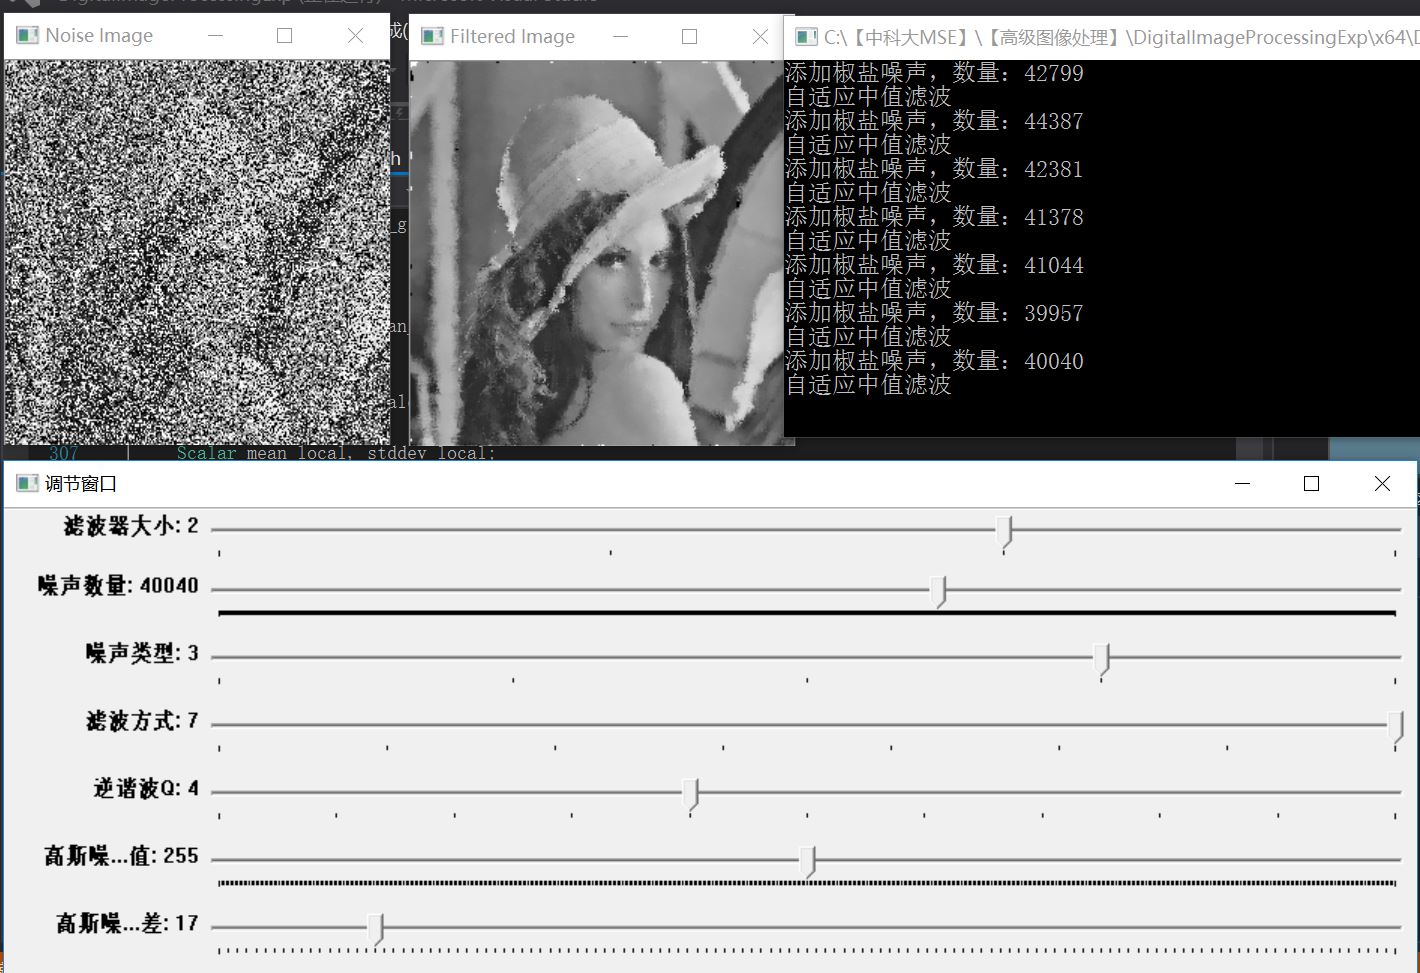 Noise Image
Filtered Image
C:\【中科大MSE】\【高级图像处理】\DigitalImageProcessingExp\x64\D
添加椒盐噪声，数量：42799
自适应中值滤波
添加椒盐噪声，数量：44387
自适应中值滤波
添加椒盐噪声，数量：42381
自适应中值滤波
添加椒盐噪声，数量：41378
自适应中值滤波
添加椒盐噪声，数量：41044
自适应中值滤波
添加椒盐噪声，数量：39957
自适应中值滤波
添加椒盐噪声，数量：40040
自适应中值滤波
307 Scalar mean_local, stddev_local;
调节窗口
滤波器大小: 2
噪声数量: 40040
噪声类型: 3
滤波方式: 7
逆谐波Q: 4
高斯噪...值: 255
高斯噪...差: 17